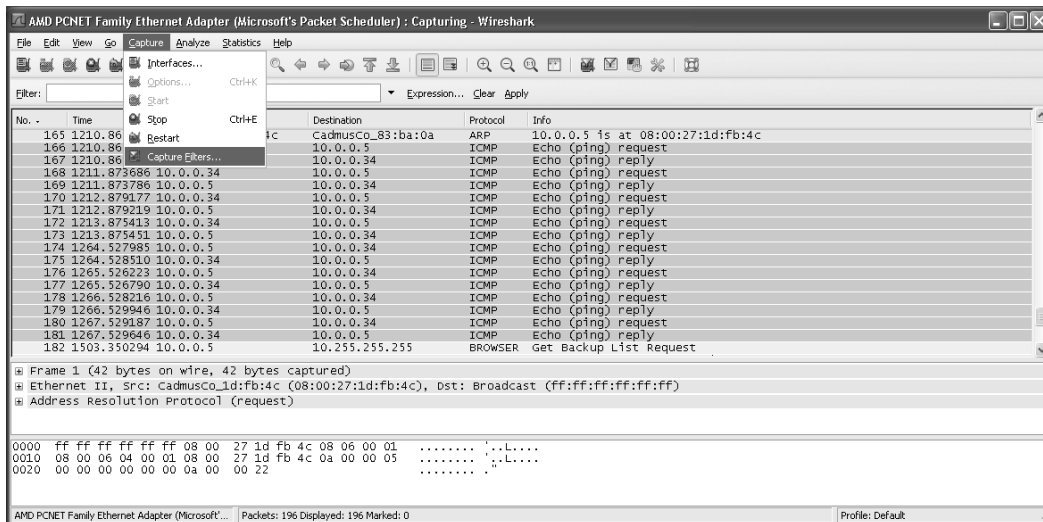 AMD PCNET Family Ethernet Adapter (Microsoft's Packet Scheduler) : Capturing - Wireshark
File Edit View Go Capture Analyze Statistics Help
Interfaces...
Options... Ctrl+K
Start
Stop Ctrl+E
Restart
Capture Filters...
Filter: Expression... Clear Apply
No. - Time Destination Protocol Info
165 1210.86 4c CadmusCo_83:ba:0a ARP 10.0.0.5 is at 08:00:27:1d:fb:4c
166 1210.86 10.0.0.5 ICMP Echo (ping) request
167 1210.86 10.0.0.34 ICMP Echo (ping) reply
168 1211.873686 10.0.0.34 10.0.0.5 ICMP Echo (ping) request
169 1211.873786 10.0.0.5 10.0.0.34 ICMP Echo (ping) reply
170 1212.879177 10.0.0.34 10.0.0.5 ICMP Echo (ping) request
171 1212.879219 10.0.0.5 10.0.0.34 ICMP Echo (ping) reply
172 1213.875413 10.0.0.34 10.0.0.5 ICMP Echo (ping) request
173 1213.875451 10.0.0.5 10.0.0.34 ICMP Echo (ping) reply
174 1264.527985 10.0.0.5 10.0.0.34 ICMP Echo (ping) request
175 1264.528510 10.0.0.34 10.0.0.5 ICMP Echo (ping) reply
176 1265.526223 10.0.0.5 10.0.0.34 ICMP Echo (ping) request
177 1265.526790 10.0.0.34 10.0.0.5 ICMP Echo (ping) reply
178 1266.528216 10.0.0.5 10.0.0.34 ICMP Echo (ping) request
179 1266.529946 10.0.0.34 10.0.0.5 ICMP Echo (ping) reply
180 1267.529187 10.0.0.5 10.0.0.34 ICMP Echo (ping) request
181 1267.529646 10.0.0.34 10.0.0.5 ICMP Echo (ping) reply
182 1503.350294 10.0.0.5 10.255.255.255 BROWSER Get Backup List Request
Frame 1 (42 bytes on wire, 42 bytes captured)
Ethernet II, Src: CadmusCo_1d:fb:4c (08:00:27:1d:fb:4c), Dst: Broadcast (ff:ff:ff:ff:ff:ff)
Address Resolution Protocol (request)
0000 ff ff ff ff ff ff 08 00 27 1d fb 4c 08 06 00 01 ........ '..L....
0010 08 00 06 04 00 01 08 00 27 1d fb 4c 0a 00 00 05 ........ '..L....
0020 00 00 00 00 00 00 0a 00 00 22 ........ ."
AMD PCNET Family Ethernet Adapter (Microsoft'... Packets: 196 Displayed: 196 Marked: 0 Profile: Default